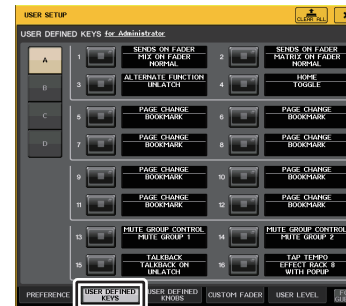 USER SETUP
CLEAR ALL
USER DEFINED KEYS for Administrator
A
B
C
D
1
SENDS ON FADER
MIX ON FADER
NORMAL
2
SENDS ON FADER
MATRIX ON FADER
NORMAL
3
ALTERNATE FUNCTION
UNLATCH
4
HOME
TOGGLE
5
PAGE CHANGE
BOOKMARK
6
PAGE CHANGE
BOOKMARK
7
PAGE CHANGE
BOOKMARK
8
PAGE CHANGE
BOOKMARK
9
PAGE CHANGE
BOOKMARK
10
PAGE CHANGE
BOOKMARK
11
PAGE CHANGE
BOOKMARK
12
PAGE CHANGE
BOOKMARK
13
MUTE GROUP CONTROL
MUTE GROUP 1
14
MUTE GROUP CONTROL
MUTE GROUP 2
15
TALKBACK
TALKBACK ON
UNLATCH
16
TAP TEMPO
EFFECT RACK 8
WITH POPUP
PREFERENCE
USER DEFINED
KEYS
USER DEFINED
KNOBS
CUSTOM FADER
USER LEVEL